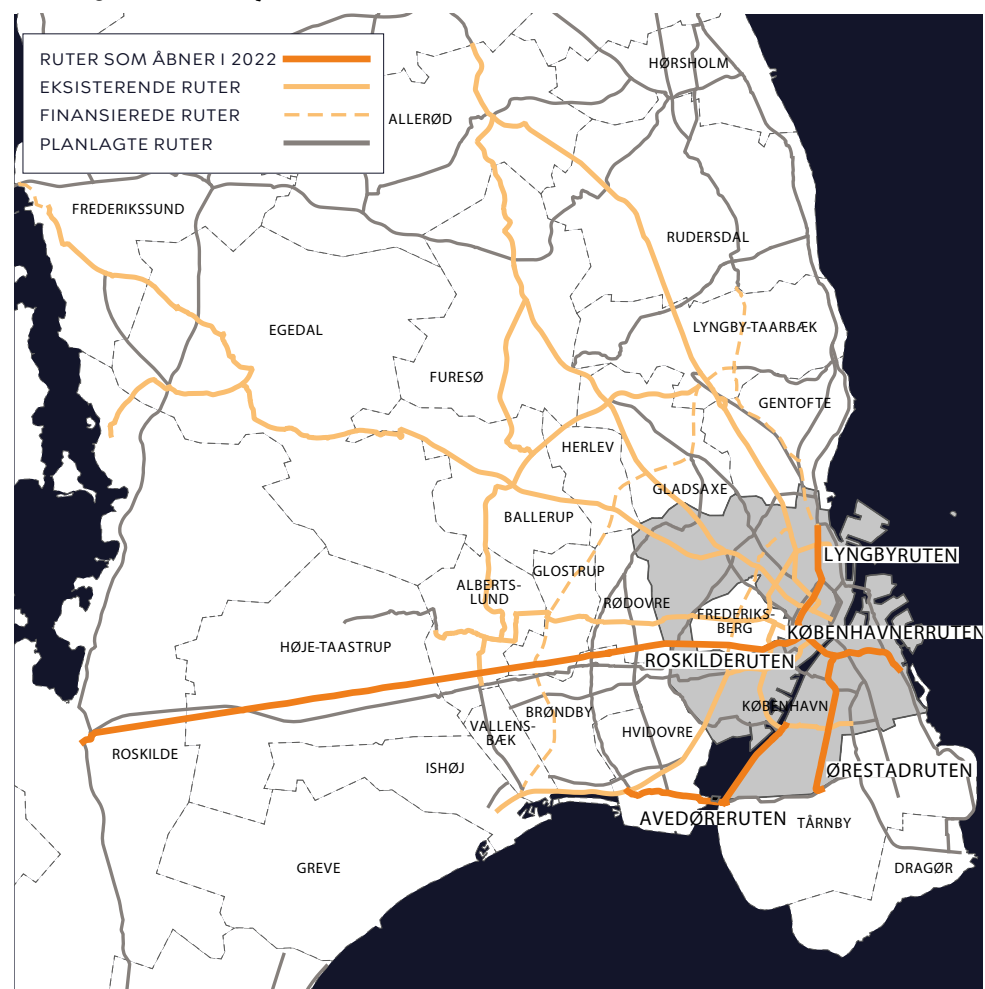 RUTER SOM ÅBNER I 2022
EKSISTERENDE RUTER
FINANSIEREDE RUTER
PLANLAGTE RUTER
HØRSHOLM
ALLERØD
FREDERIKSSUND
RUDERSDAL
EGEDAL
LYNGBY-TAARBÆK
FURESØ
GENTOFTE
HERLEV
GLADSAXE
BALLERUP
LYNGBYRUTEN
GLOSTRUP
ALBERTS-
LUND
RØDOVRE
FREDERIKS-
BERG
KØBENHAVNERRUTEN
HØJE-TAASTRUP
ROSKILDERUTEN
KØBENHAVN
BRØNDBY
VALLENS-
BÆK
HVIDOVRE
ROSKILDE
ISHØJ
ØRESTADRUTEN
AVEDØRERUTEN
TÅRNBY
GREVE
DRAGØR